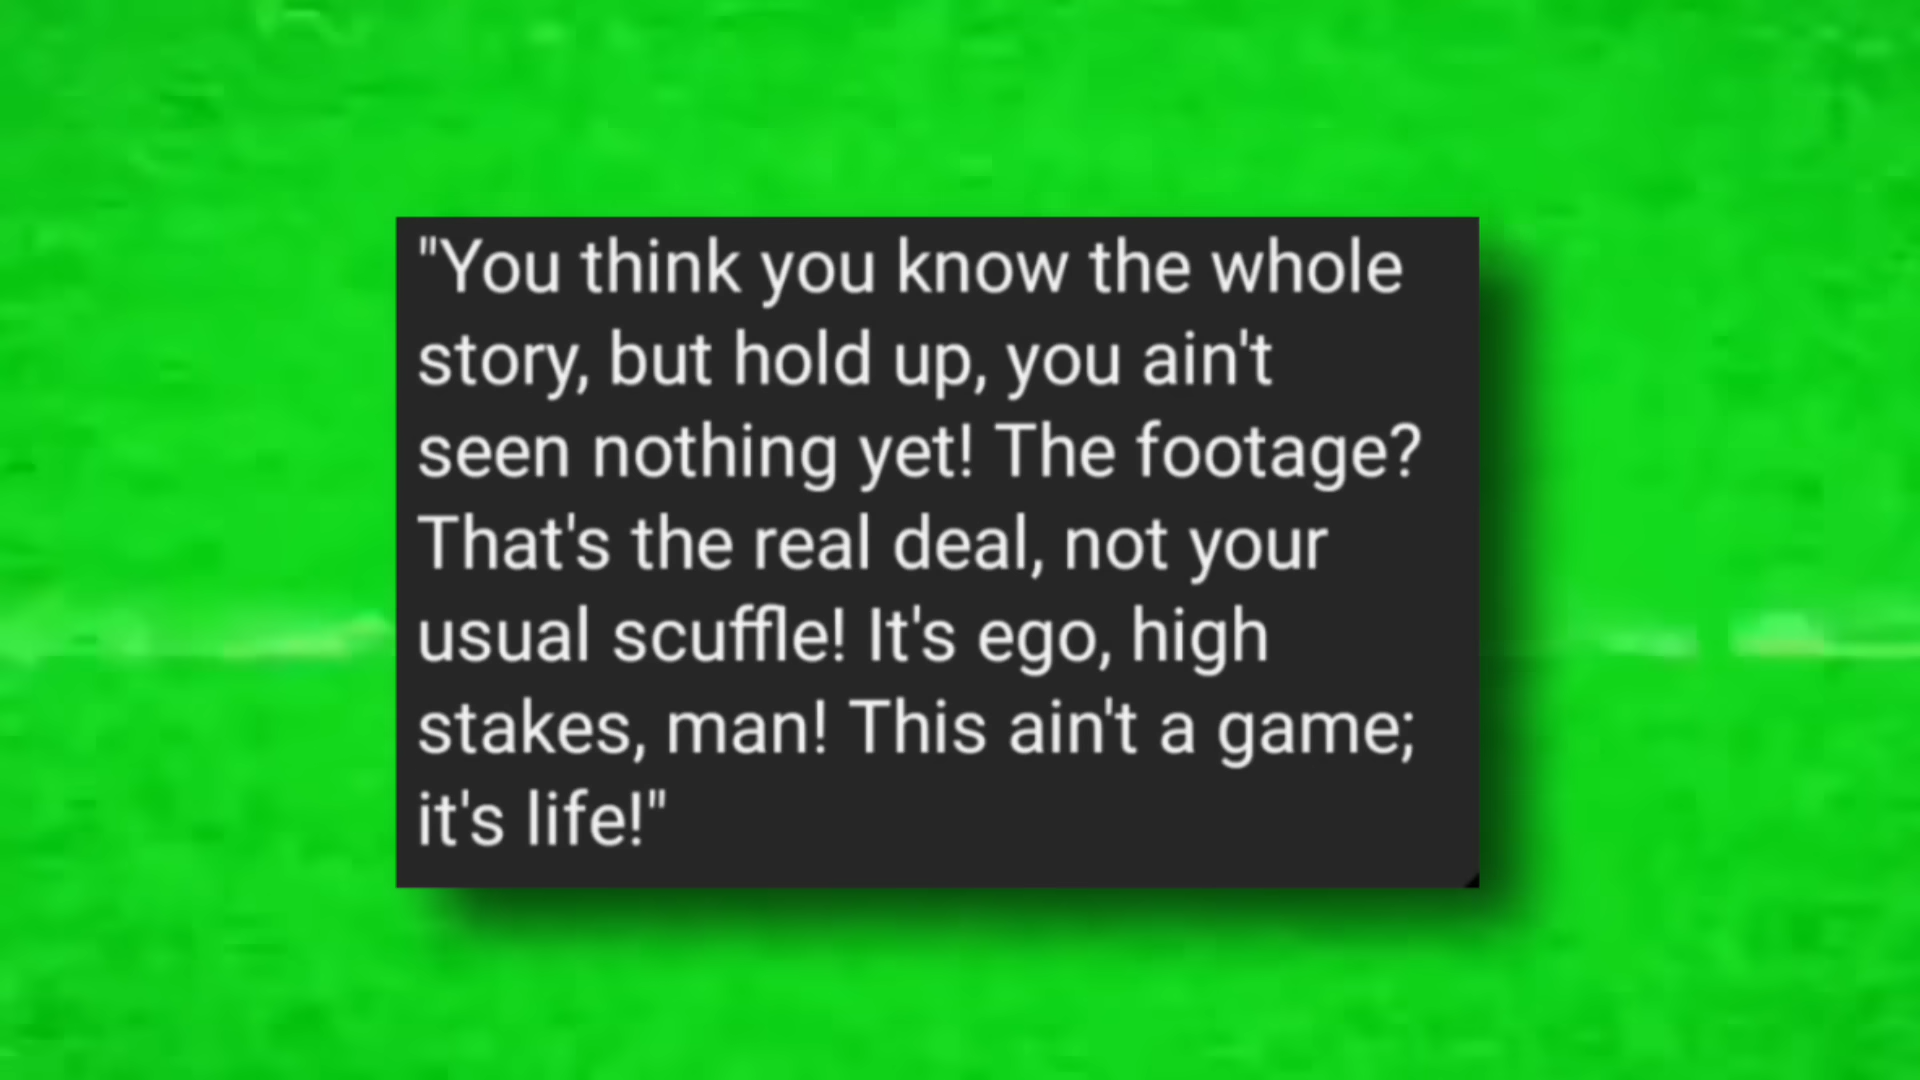 "You think you know the whole
story, but hold up, you ain't
seen nothing yet! The footage?
That's the real deal, not your
usual scuffle! It's ego, high
stakes, man! This ain't a game;
it's life!"